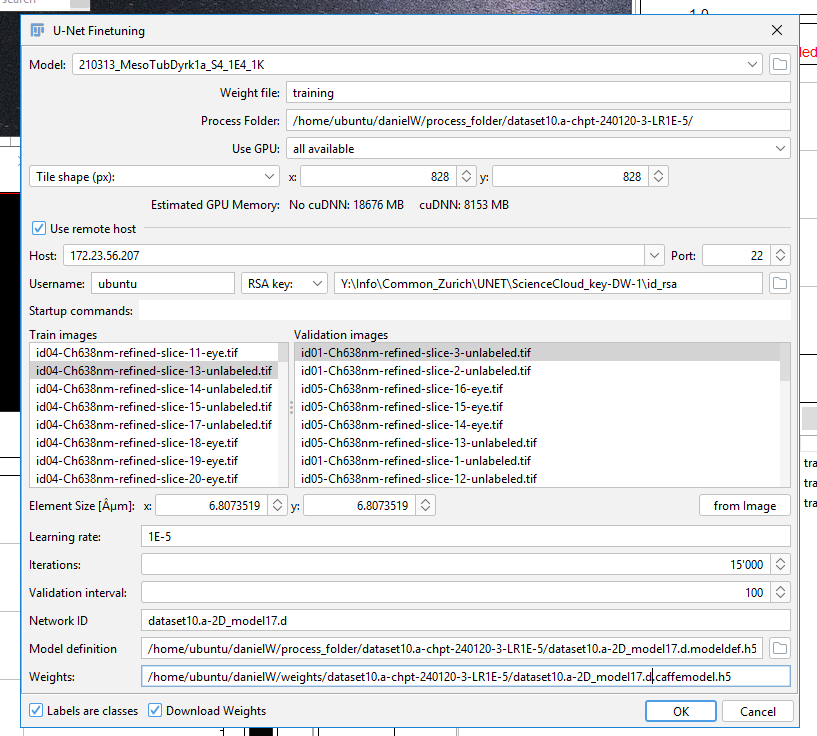 search
1.0
U-Net Finetuning
led
Model: 210313_MesoTubDyrk1a_S4_1E4_1K
Weight file: training
Process Folder: /home/ubuntu/danielW/process_folder/dataset10.a-chpt-240120-3-LR1E-5/
Use GPU: all available
Tile shape (px): x: 828 y: 828
Estimated GPU Memory: No cuDNN: 18676 MB cuDNN: 8153 MB
Use remote host
Host: 172.23.56.207 Port: 22
Username: ubuntu RSA key: Y:\Info\Common_Zurich\UNET\ScienceCloud_key-DW-1\id_rsa
Startup commands:
Train images Validation images
id04-Ch638nm-refined-slice-11-eye.tif id01-Ch638nm-refined-slice-3-unlabeled.tif
id04-Ch638nm-refined-slice-13-unlabeled.tif id01-Ch638nm-refined-slice-2-unlabeled.tif
id04-Ch638nm-refined-slice-14-unlabeled.tif id05-Ch638nm-refined-slice-16-eye.tif
id04-Ch638nm-refined-slice-15-unlabeled.tif id05-Ch638nm-refined-slice-15-eye.tif
id04-Ch638nm-refined-slice-17-unlabeled.tif id05-Ch638nm-refined-slice-14-eye.tif
id04-Ch638nm-refined-slice-18-eye.tif id05-Ch638nm-refined-slice-13-unlabeled.tif
id04-Ch638nm-refined-slice-19-eye.tif id01-Ch638nm-refined-slice-1-unlabeled.tif tra
id04-Ch638nm-refined-slice-20-eye.tif id05-Ch638nm-refined-slice-12-unlabeled.tif tra
Element Size [Âµm]: x: 6.8073519 y: 6.8073519 from Image tra
Learning rate: 1E-5
Iterations: 15'000
Validation interval: 100
Network ID dataset10.a-2D_model17.d
Model definition /home/ubuntu/danielW/process_folder/dataset10.a-chpt-240120-3-LR1E-5/dataset10.a-2D_model17.d.modeldef.h5
Weights: /home/ubuntu/danielW/weights/dataset10.a-chpt-240120-3-LR1E-5/dataset10.a-2D_model17.d.caffemodel.h5
Labels are classes Download Weights OK Cancel